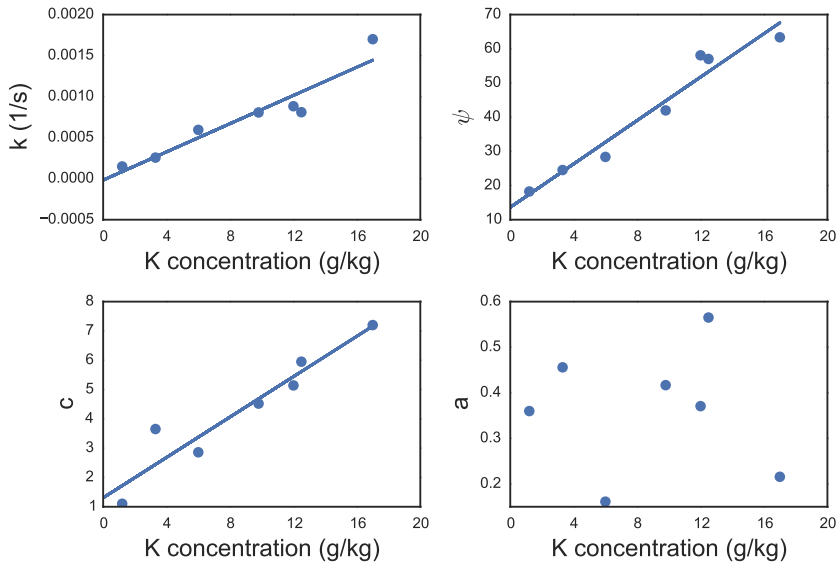 0.0020
0.0015
0.0010
0.0005
0.0000
−0.0005
k (1/s)
0 4 8 12 16 20
K concentration (g/kg)
70
60
50
40
30
20
10
ψ
0 4 8 12 16 20
K concentration (g/kg)
8
7
6
5
4
3
2
1
c
0 4 8 12 16 20
K concentration (g/kg)
0.6
0.5
0.4
0.3
0.2
a
0 4 8 12 16 20
K concentration (g/kg)